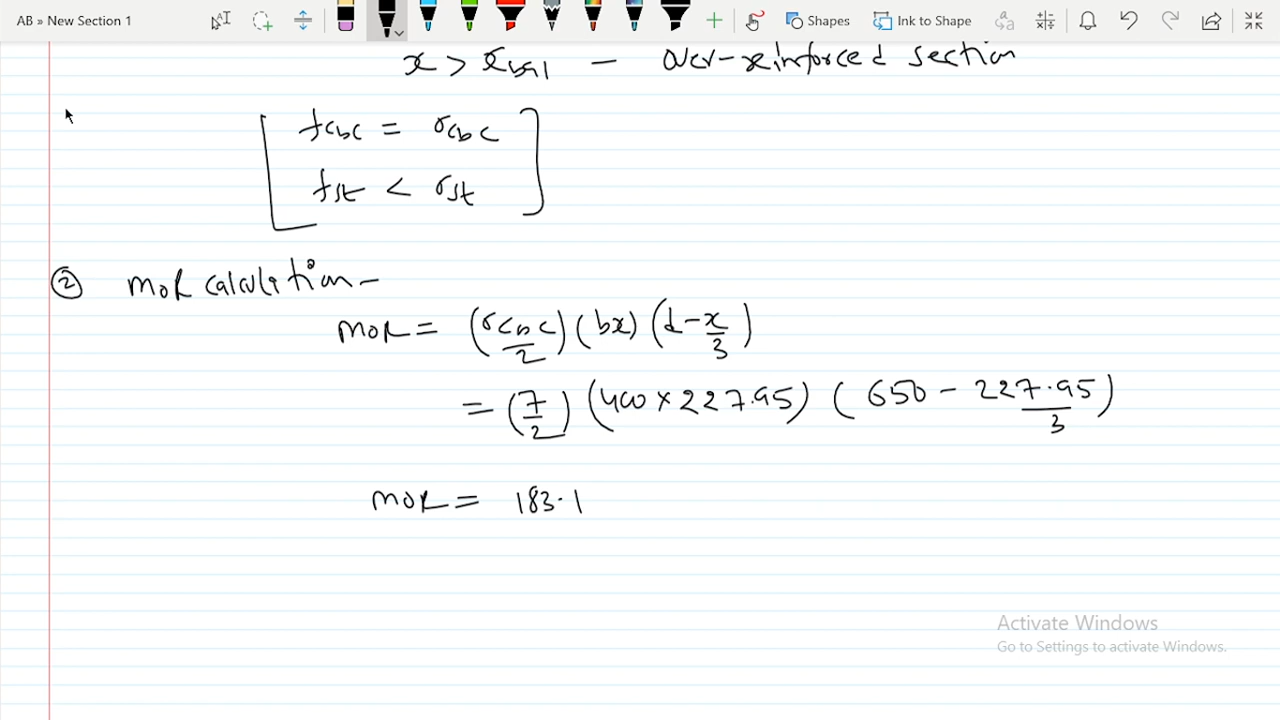 AB » New Section 1 Shapes Ink to Shape
x > xbal - over-reinforced section
fcbc = σcbc
fst < σst
② MOR calculation -
MOR = (σcbc/2) (bx) (d - x/3)
= (7/2) (400 × 227.95) (650 - 227.95/3)
MOR = 183.1
Activate Windows
Go to Settings to activate Windows.